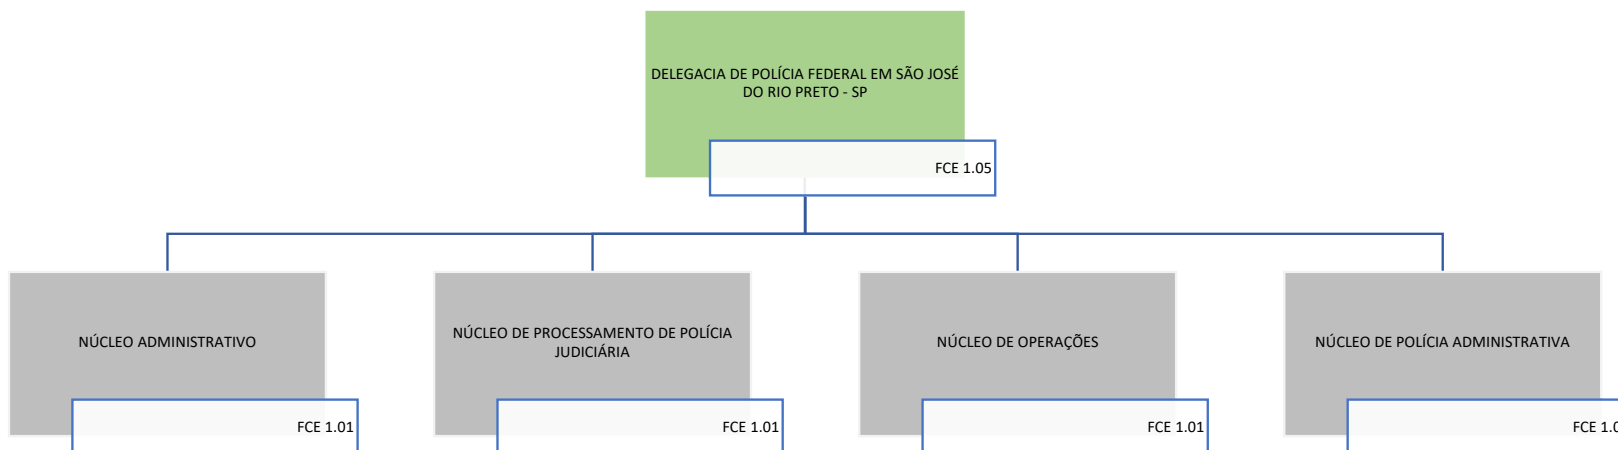 DELEGACIA DE POLÍCIA FEDERAL EM SÃO JOSÉ
DO RIO PRETO - SP
FCE 1.05
NÚCLEO ADMINISTRATIVO
FCE 1.01
NÚCLEO DE PROCESSAMENTO DE POLÍCIA
JUDICIÁRIA
FCE 1.01
NÚCLEO DE OPERAÇÕES
FCE 1.01
NÚCLEO DE POLÍCIA ADMINISTRATIVA
FCE